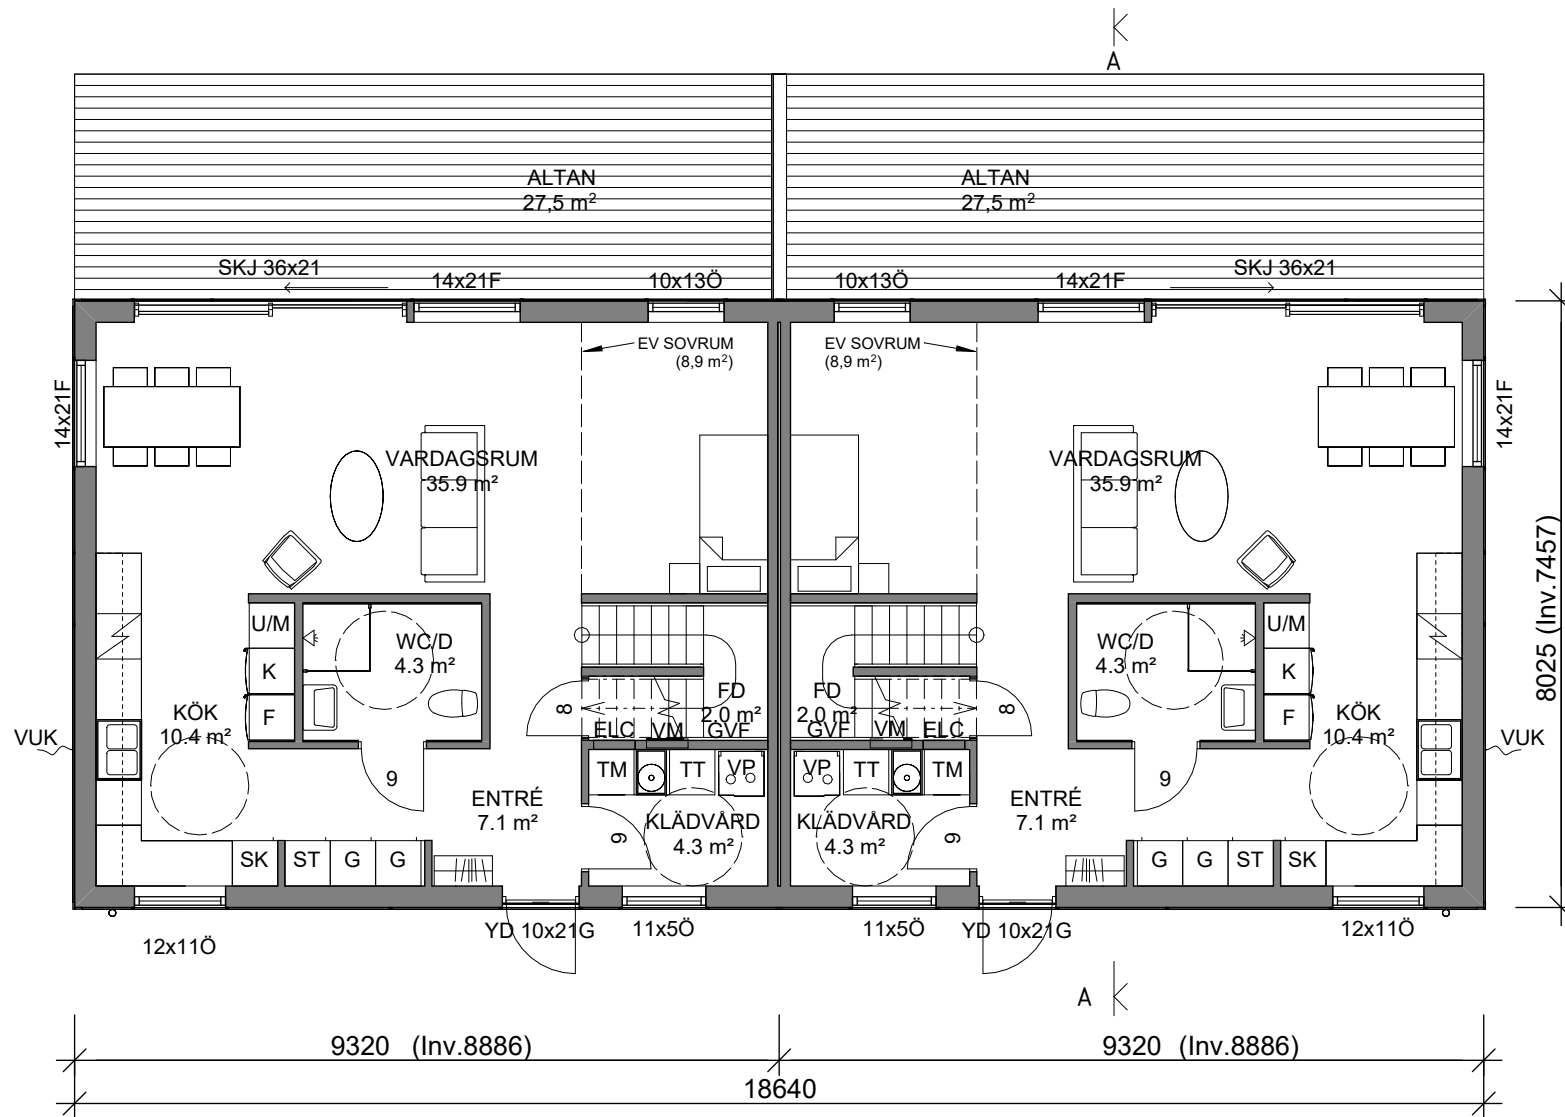 A
ALTAN
27,5 m²
ALTAN
27,5 m²
SKJ 36x21
14x21F
10x13Ö
10x13Ö
14x21F
SKJ 36x21
EV SOVRUM
(8,9 m²)
EV SOVRUM
(8,9 m²)
14x21F
14x21F
VARDAGSRUM
35.9 m²
VARDAGSRUM
35.9 m²
8025 (Inv.7457)
U/M
K
F
WC/D
4.3 m²
WC/D
4.3 m²
U/M
K
F
KÖK
10.4 m²
KÖK
10.4 m²
VUK
VUK
8
FD
2.0 m²
FD
2.0 m²
8
ELC
VM
GVF
GVF
VM
ELC
TM
TT
VP
VP
TT
TM
9
9
ENTRÉ
7.1 m²
ENTRÉ
7.1 m²
9
KLÄDVÅRD
4.3 m²
KLÄDVÅRD
4.3 m²
9
SK
ST
G
G
G
G
ST
SK
12x11Ö
YD 10x21G
11x5Ö
11x5Ö
YD 10x21G
12x11Ö
A
9320 (Inv.8886)
9320 (Inv.8886)
18640